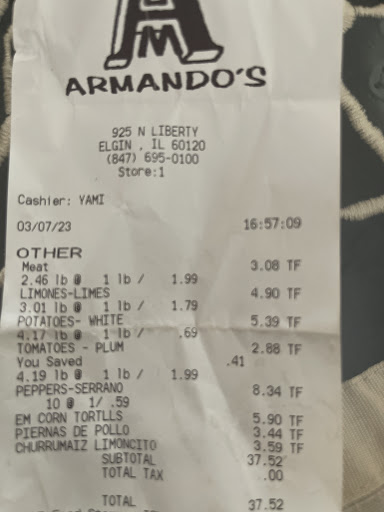 AM
ARMANDO'S
925 N LIBERTY
ELGIN , IL 60120
(847) 695-0100
Store:1
Cashier: YAMI
03/07/23 16:57:09
OTHER
Meat 3.08 TF
2.46 lb @ 1 lb / 1.99
LIMONES-LIMES 4.90 TF
3.01 lb @ 1 lb / 1.79
POTATOES- WHITE 5.39 TF
4.17 lb @ 1 lb / .69
TOMATOES - PLUM 2.88 TF
You Saved .41
4.19 lb @ 1 lb / 1.99
PEPPERS-SERRANO 8.34 TF
10 @ 1/ .59
EM CORN TORTLLS 5.90 TF
PIERNAS DE POLLO 3.44 TF
CHURRUMAIZ LIMONCITO 3.59 TF
SUBTOTAL 37.52
TOTAL TAX .00
TOTAL 37.52